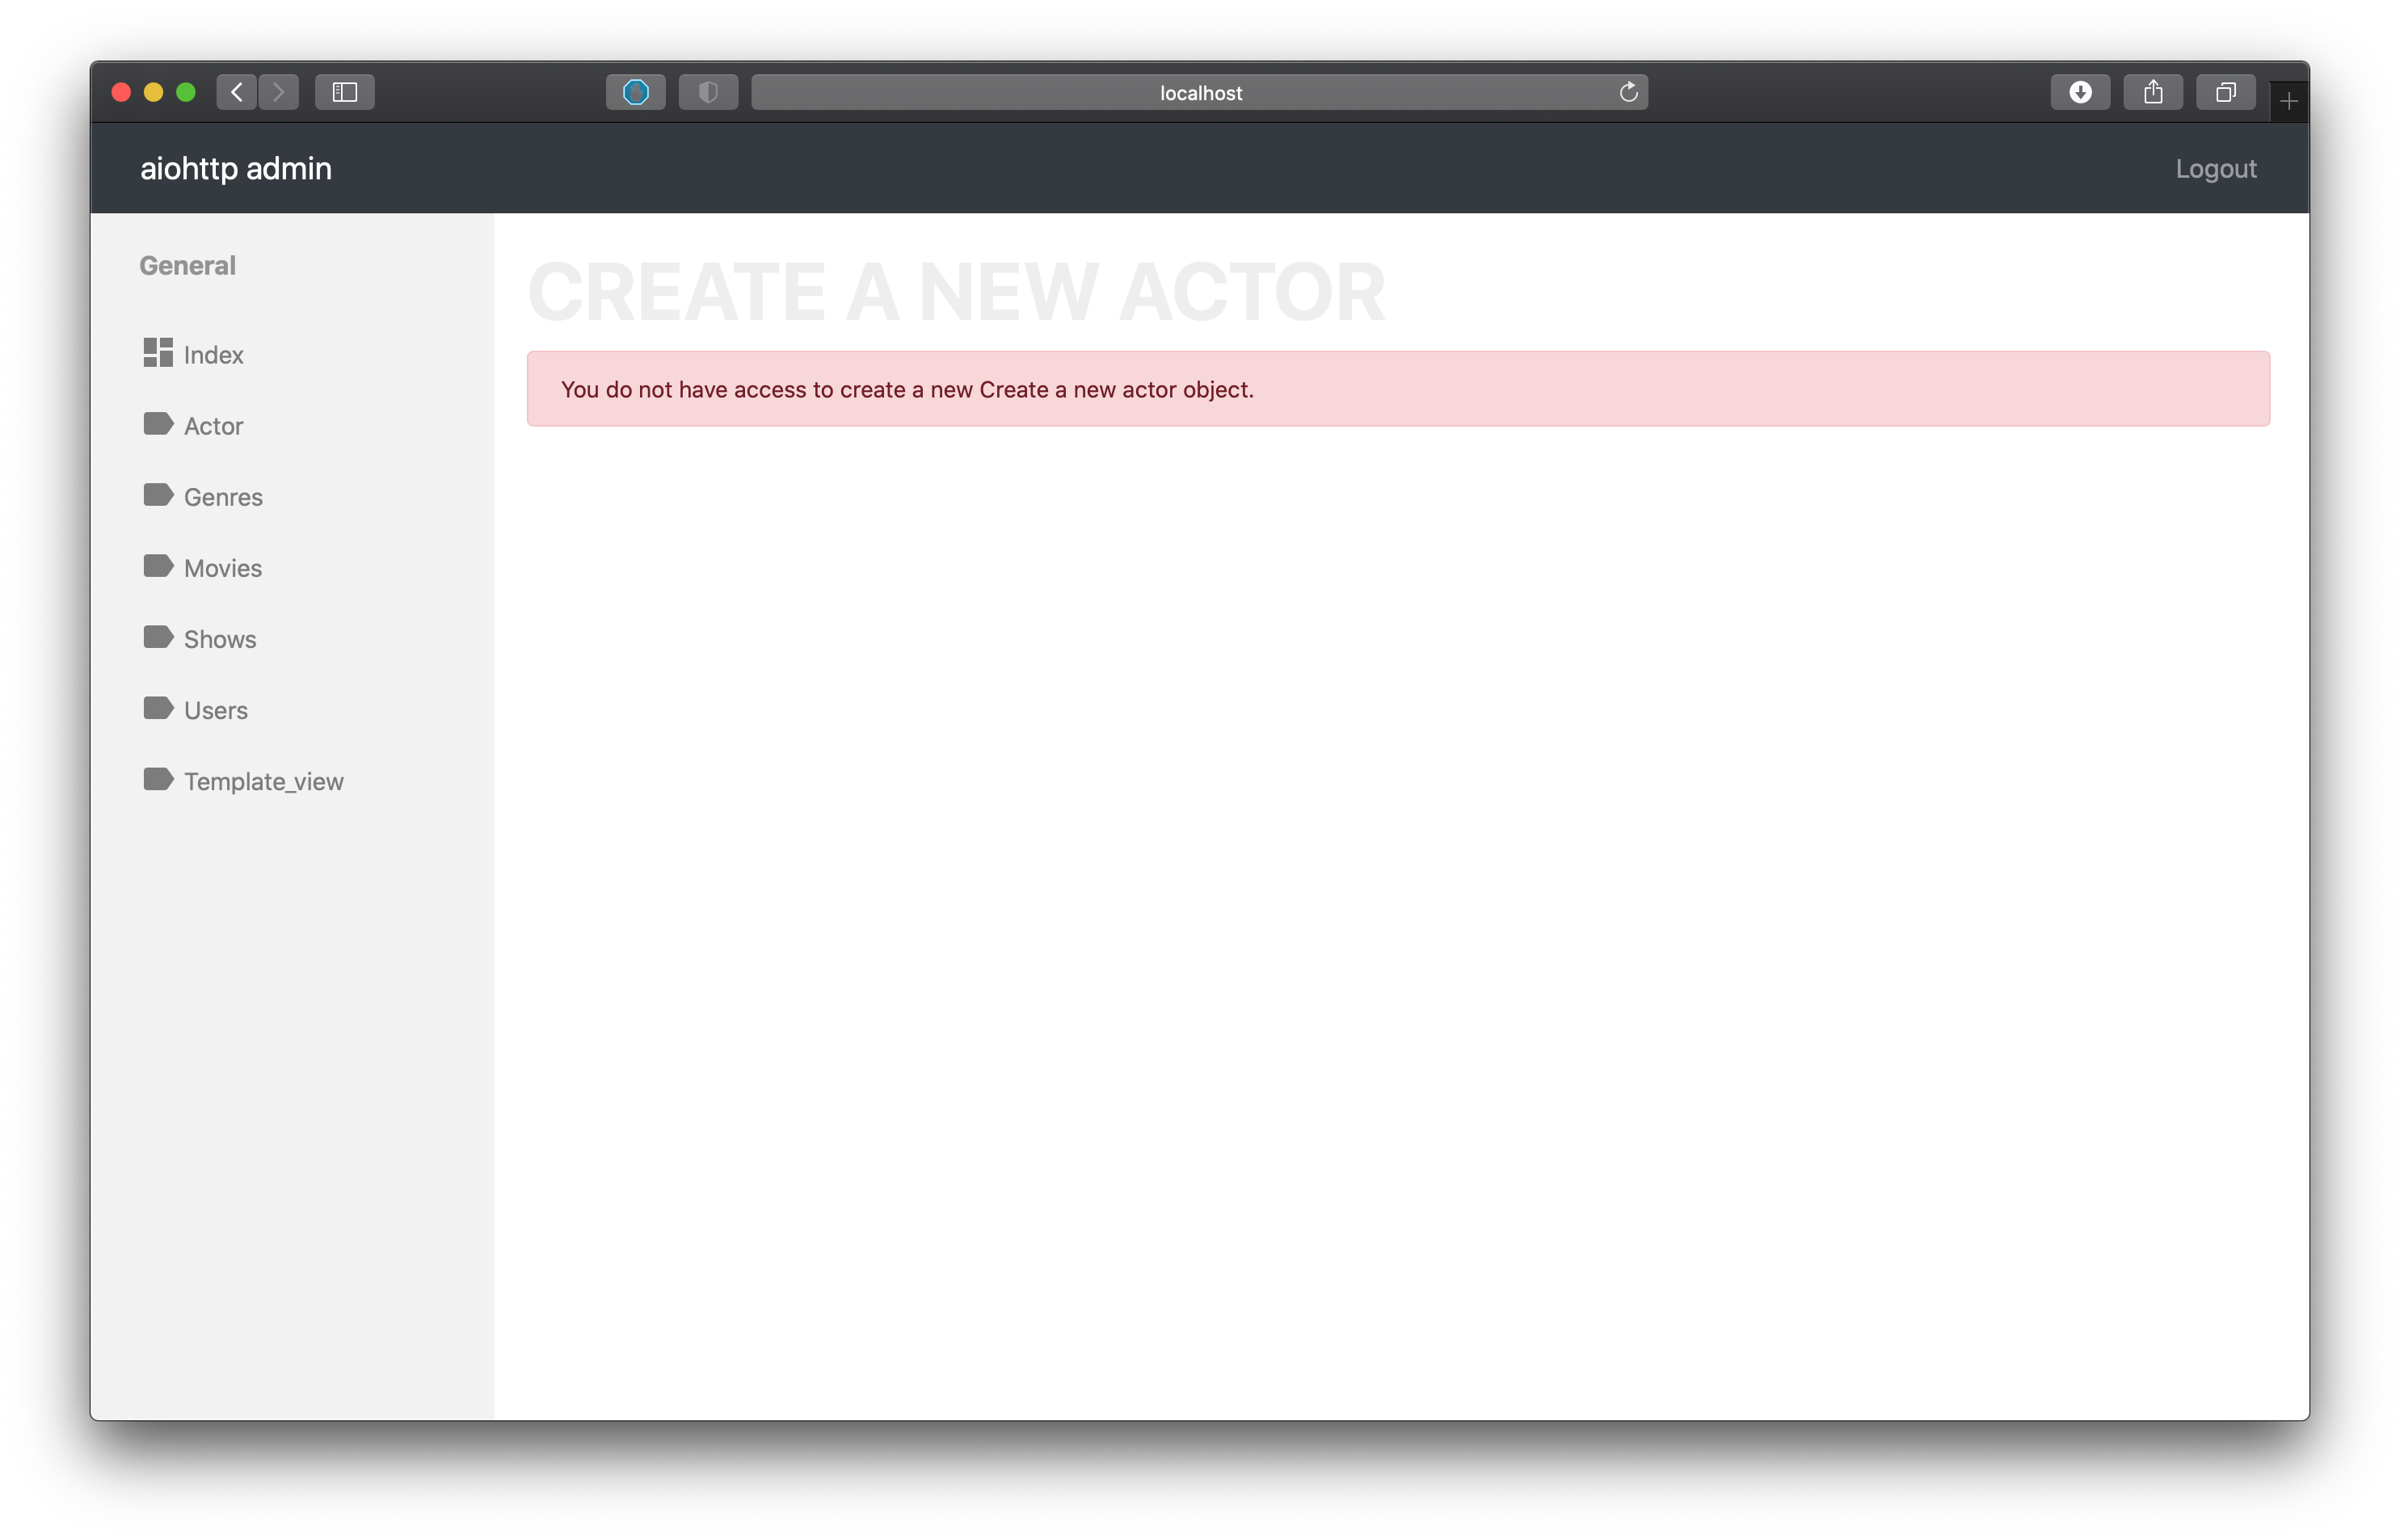 localhost
aiohttp admin
Logout
General
CREATE A NEW ACTOR
Index
You do not have access to create a new Create a new actor object.
Actor
Genres
Movies
Shows
Users
Template_view